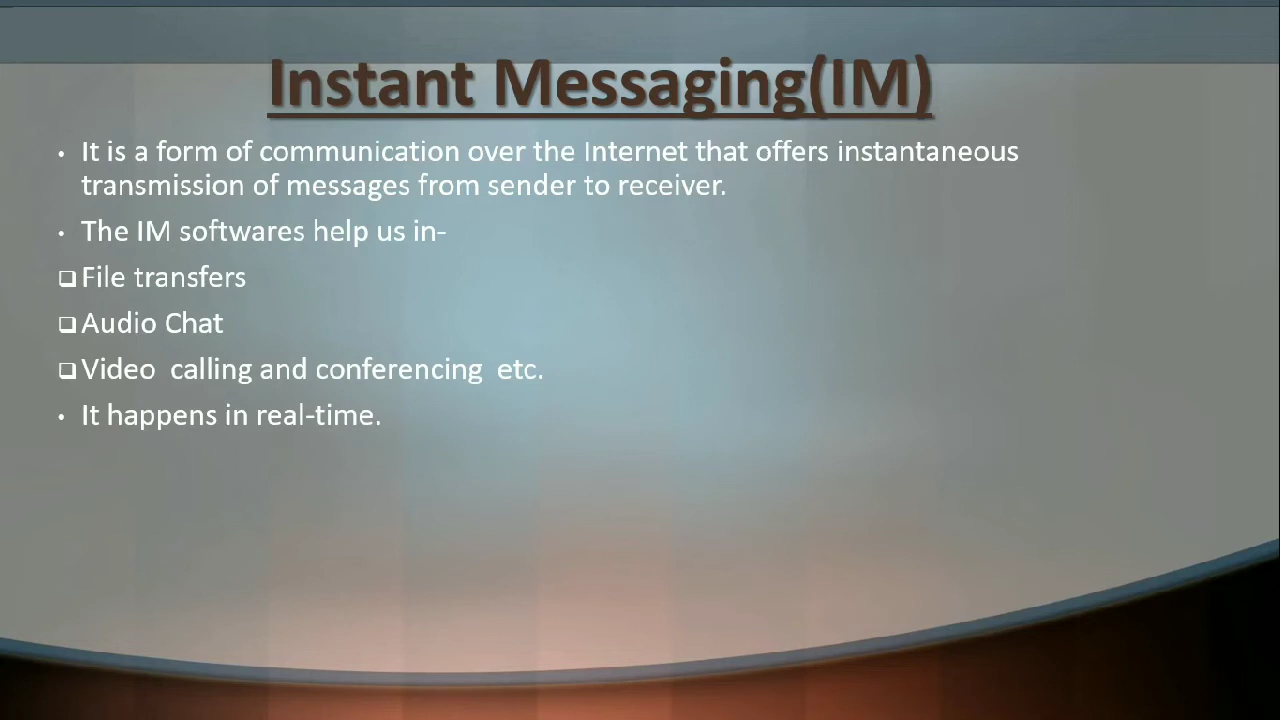 Instant Messaging(IM)
• It is a form of communication over the Internet that offers instantaneous
transmission of messages from sender to receiver.
• The IM softwares help us in-
❑File transfers
❑Audio Chat
❑Video  calling and conferencing  etc.
• It happens in real-time.